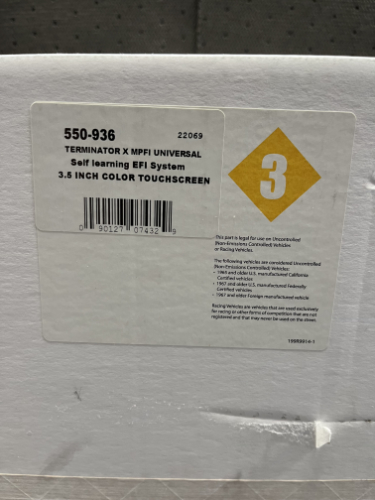 550-936 22069
TERMINATOR X MPFI UNIVERSAL
Self learning EFI System
3.5 INCH COLOR TOUCHSCREEN
0 90127 07432 9
3
This part is legal for use on Uncontrolled
(Non-Emissions Controlled) Vehicles
or Racing Vehicles.
The following vehicles are considered Uncontrolled
(Non-Emissions Controlled) Vehicles:
- 1965 and older U.S. manufactured California
Certified vehicles
- 1967 and older U.S. manufactured Federally
Certified vehicles
- 1967 and older Foreign manufactured vehicle
Racing Vehicles are vehicles that are used exclusively
for racing or other forms of competition that are not
registered and that may never be used on the street.